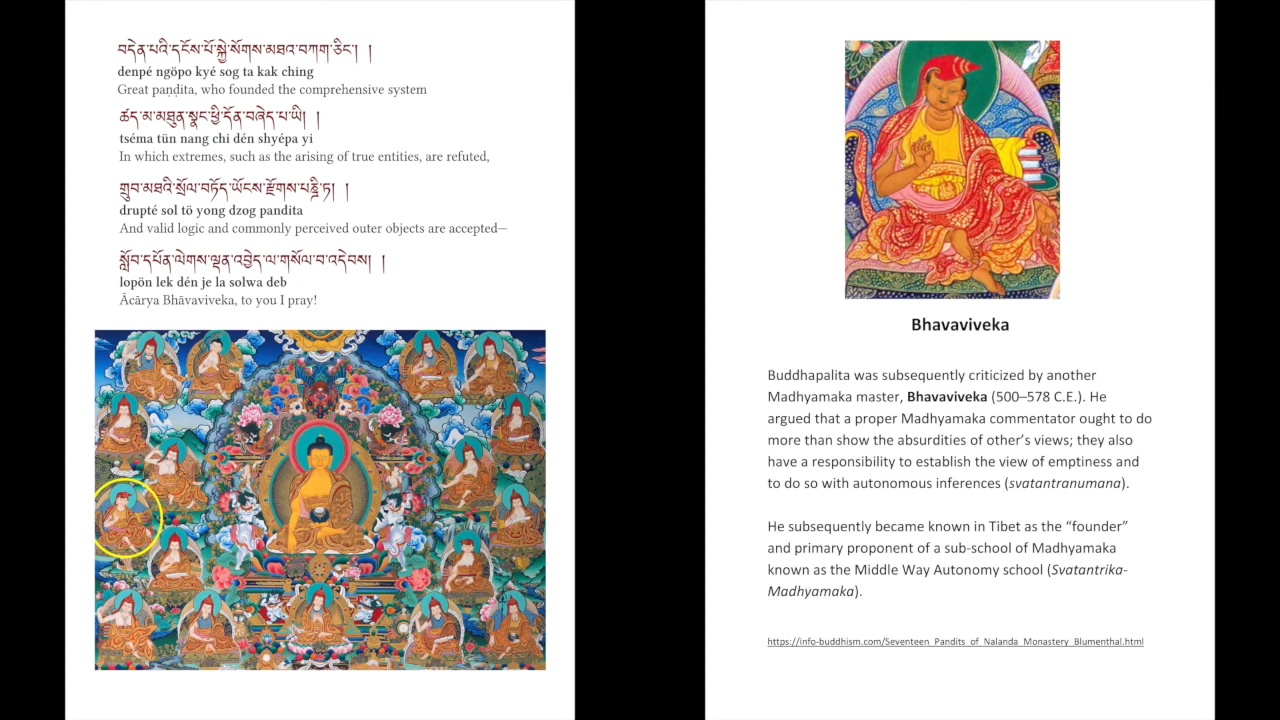 བདེན་པའི་དངོས་པོ་སྐྱེ་སོགས་མཐའ་བཀག་ཅིང་། །
denpé ngöpo kyé sog ta kak ching
Great paṇḍita, who founded the comprehensive system
ཚད་མ་མཐུན་སྣང་ཕྱི་དོན་བཞེད་པ་ཡི། །
tséma tün nang chi dén shyépa yi
In which extremes, such as the arising of true entities, are refuted,
གྲུབ་མཐའི་སྲོལ་བཏོད་ཡོངས་རྫོགས་པཎྜི་ཏ། །
drupté sol tö yong dzog pandita
And valid logic and commonly perceived outer objects are accepted—
སློབ་དཔོན་ལེགས་ལྡན་འབྱེད་ལ་གསོལ་བ་འདེབས། །
lopön lek dén je la solwa deb
Ācārya Bhāvaviveka, to you I pray!
Bhavaviveka
Buddhapalita was subsequently criticized by another
Madhyamaka master, Bhavaviveka (500–578 C.E.). He
argued that a proper Madhyamaka commentator ought to do
more than show the absurdities of other's views; they also
have a responsibility to establish the view of emptiness and
to do so with autonomous inferences (svatantranumana).
He subsequently became known in Tibet as the “founder”
and primary proponent of a sub-school of Madhyamaka
known as the Middle Way Autonomy school (Svatantrika-
Madhyamaka).
https://info-buddhism.com/Seventeen_Pandits_of_Nalanda_Monastery_Blumenthal.html